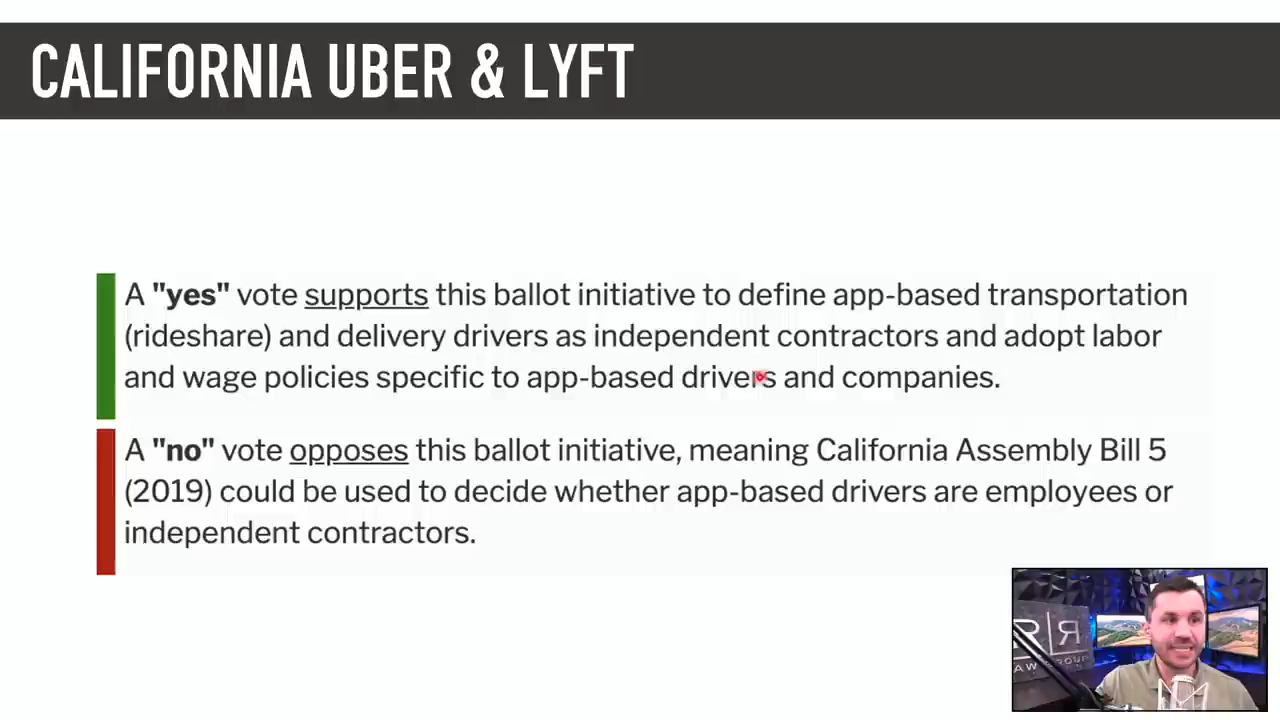 CALIFORNIA UBER & LYFT
A "yes" vote supports this ballot initiative to define app-based transportation
(rideshare) and delivery drivers as independent contractors and adopt labor
and wage policies specific to app-based drivers and companies.
A "no" vote opposes this ballot initiative, meaning California Assembly Bill 5
(2019) could be used to decide whether app-based drivers are employees or
independent contractors.
R|R
AW GROUP